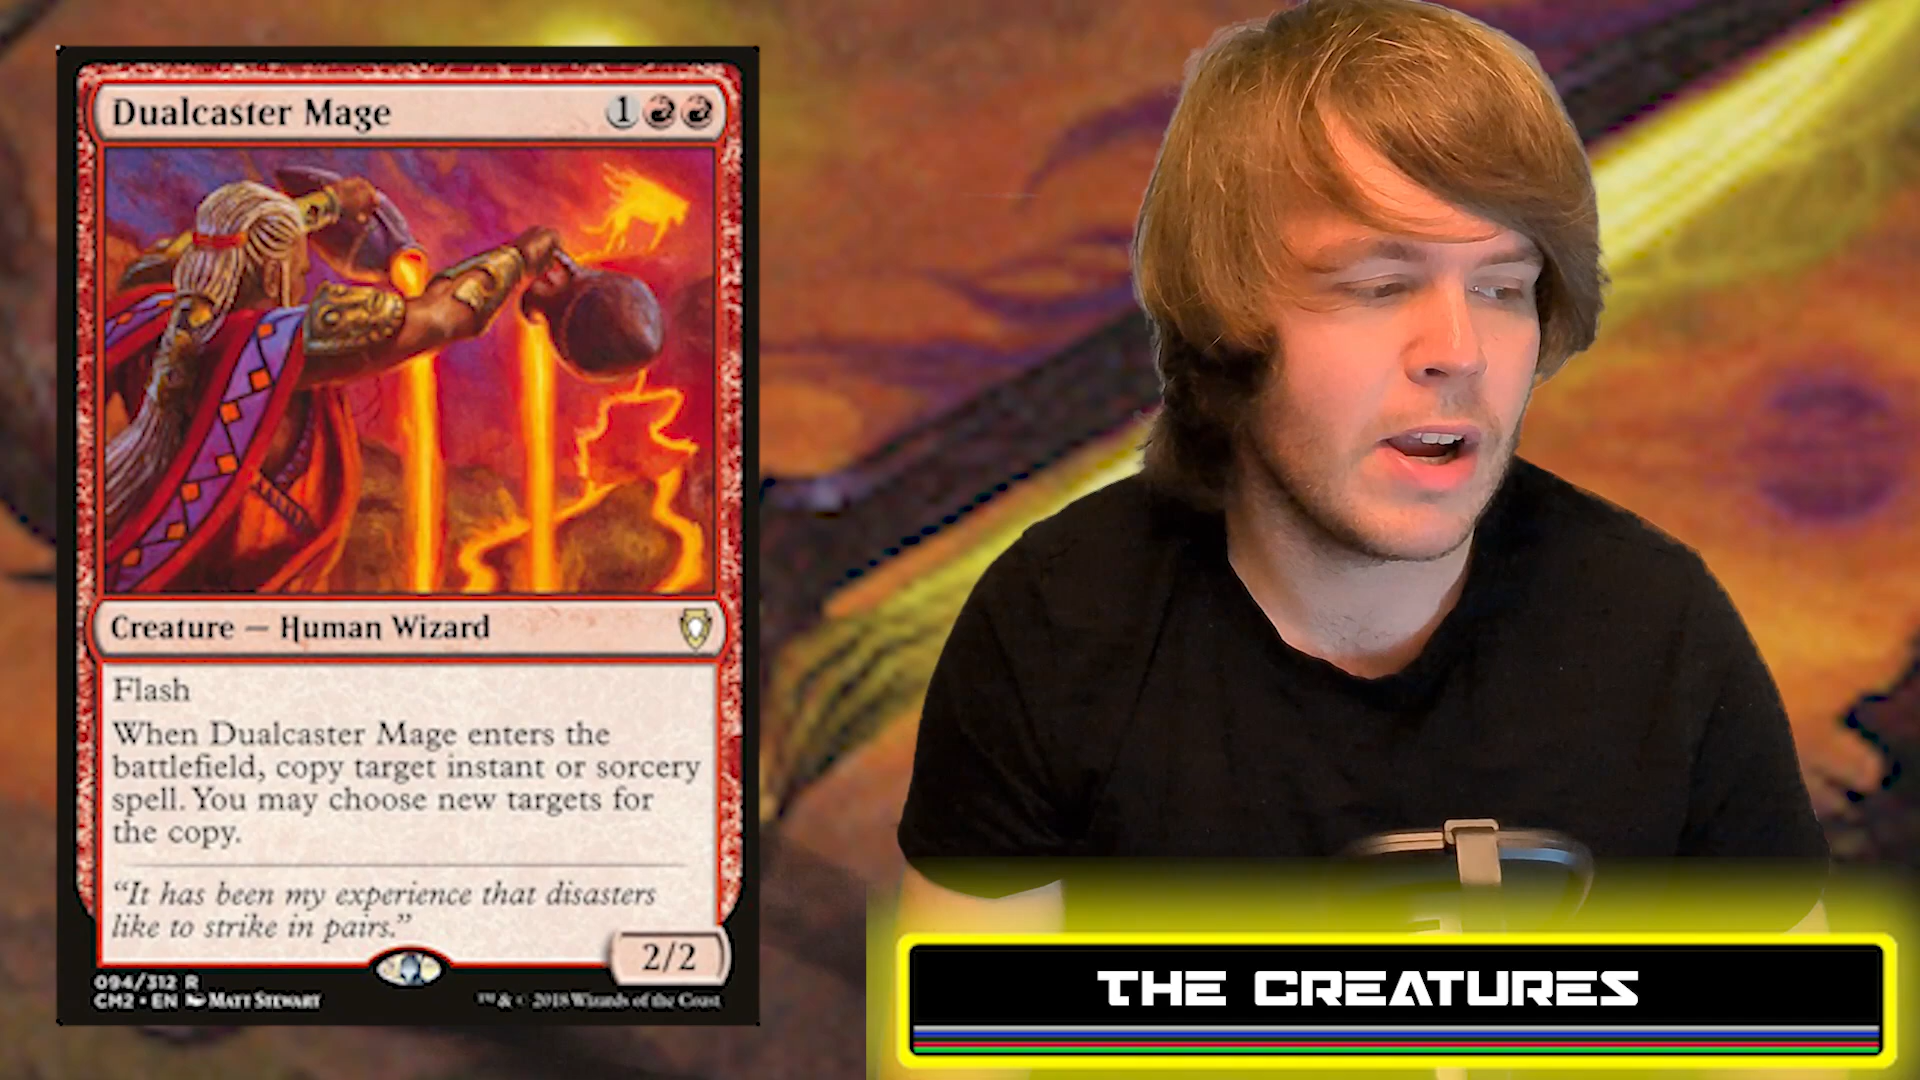 Dualcaster Mage 1
Creature — Human Wizard
Flash
When Dualcaster Mage enters the
battlefield, copy target instant or sorcery
spell. You may choose new targets for
the copy.
“It has been my experience that disasters
like to strike in pairs.”
2/2
094/312 R
CM2 • EN Matt Stewart
™ & © 2018 Wizards of the Coast
THE CREATURES